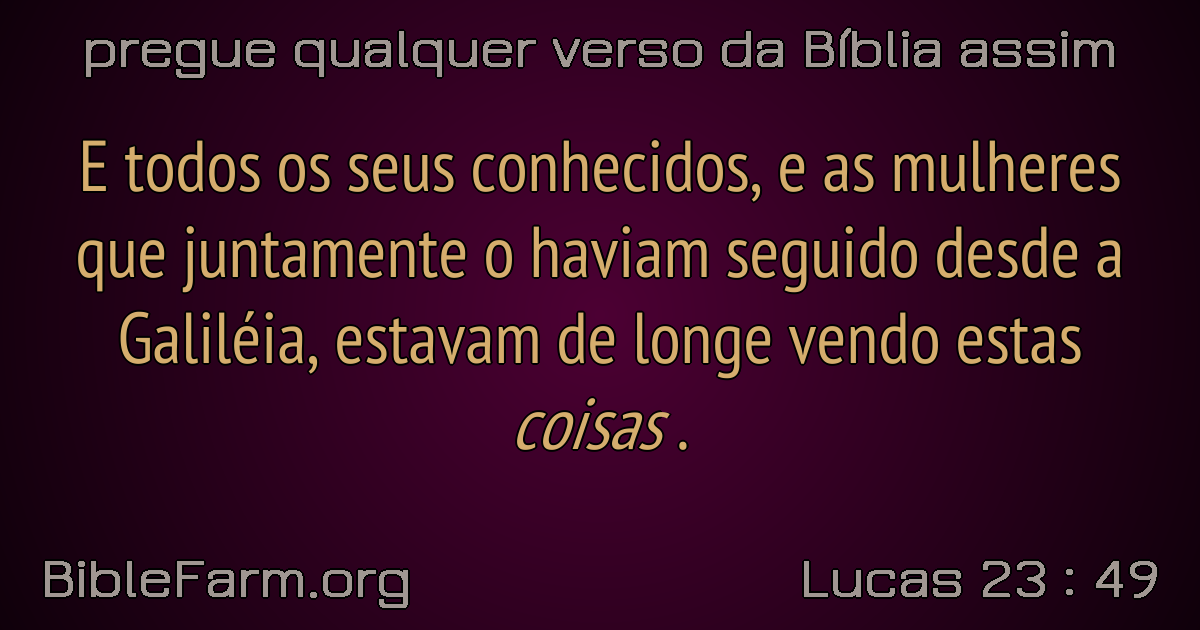 pregue qualquer verso da Bíblia assim
E todos os seus conhecidos, e as mulheres
que juntamente o haviam seguido desde a
Galiléia, estavam de longe vendo estas
coisas .
BibleFarm.org
Lucas 23 : 49